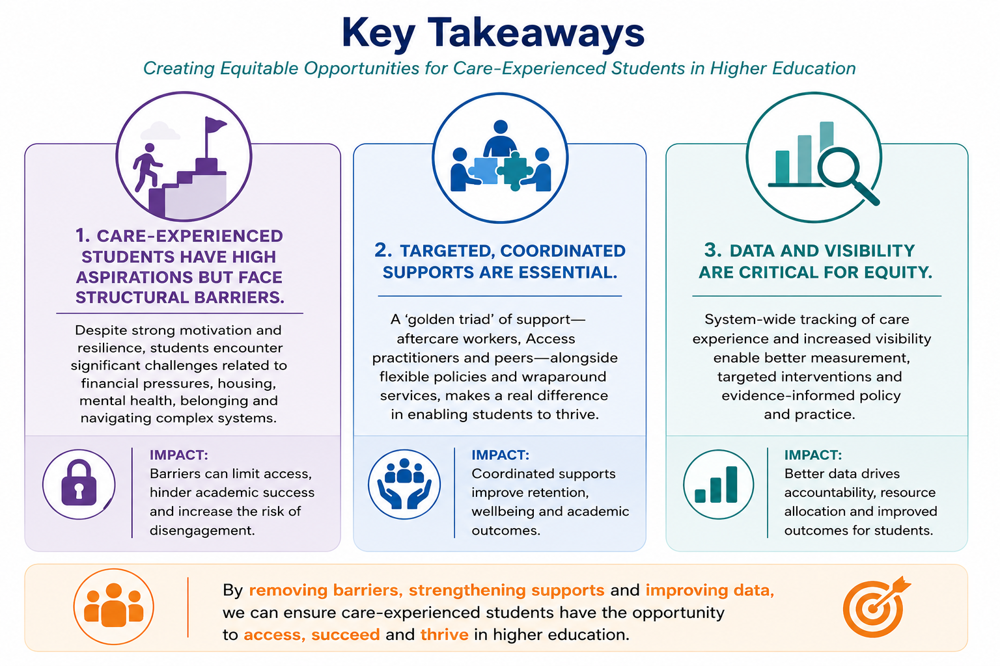 Key Takeaways
Creating Equitable Opportunities for Care-Experienced Students in Higher Education
1. CARE-EXPERIENCED
STUDENTS HAVE HIGH
ASPIRATIONS BUT FACE
STRUCTURAL BARRIERS.
Despite strong motivation and
resilience, students encounter
significant challenges related to
financial pressures, housing,
mental health, belonging and
navigating complex systems.
IMPACT:
Barriers can limit access,
hinder academic success
and increase the risk of
disengagement.
2. TARGETED, COORDINATED
SUPPORTS ARE ESSENTIAL.
A ‘golden triad’ of support—
aftercare workers, Access
practitioners and peers—alongside
flexible policies and wraparound
services, makes a real difference
in enabling students to thrive.
IMPACT:
Coordinated supports
improve retention,
wellbeing and academic
outcomes.
3. DATA AND VISIBILITY
ARE CRITICAL FOR EQUITY.
System-wide tracking of care
experience and increased visibility
enable better measurement,
targeted interventions and
evidence-informed policy
and practice.
IMPACT:
Better data drives
accountability, resource
allocation and improved
outcomes for students.
By removing barriers, strengthening supports and improving data,
we can ensure care-experienced students have the opportunity
to access, succeed and thrive in higher education.